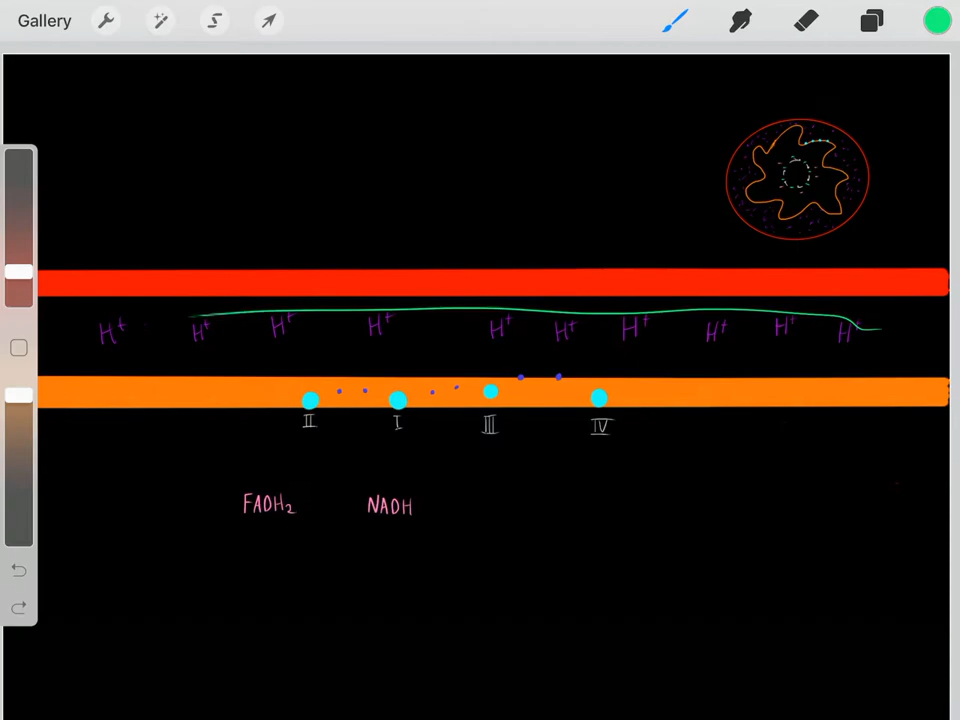 Gallery
H⁺ H⁺ H⁺ H⁺ H⁺ H⁺ H⁺ H⁺ H⁺ H⁺
II I III IV
FADH₂ NADH